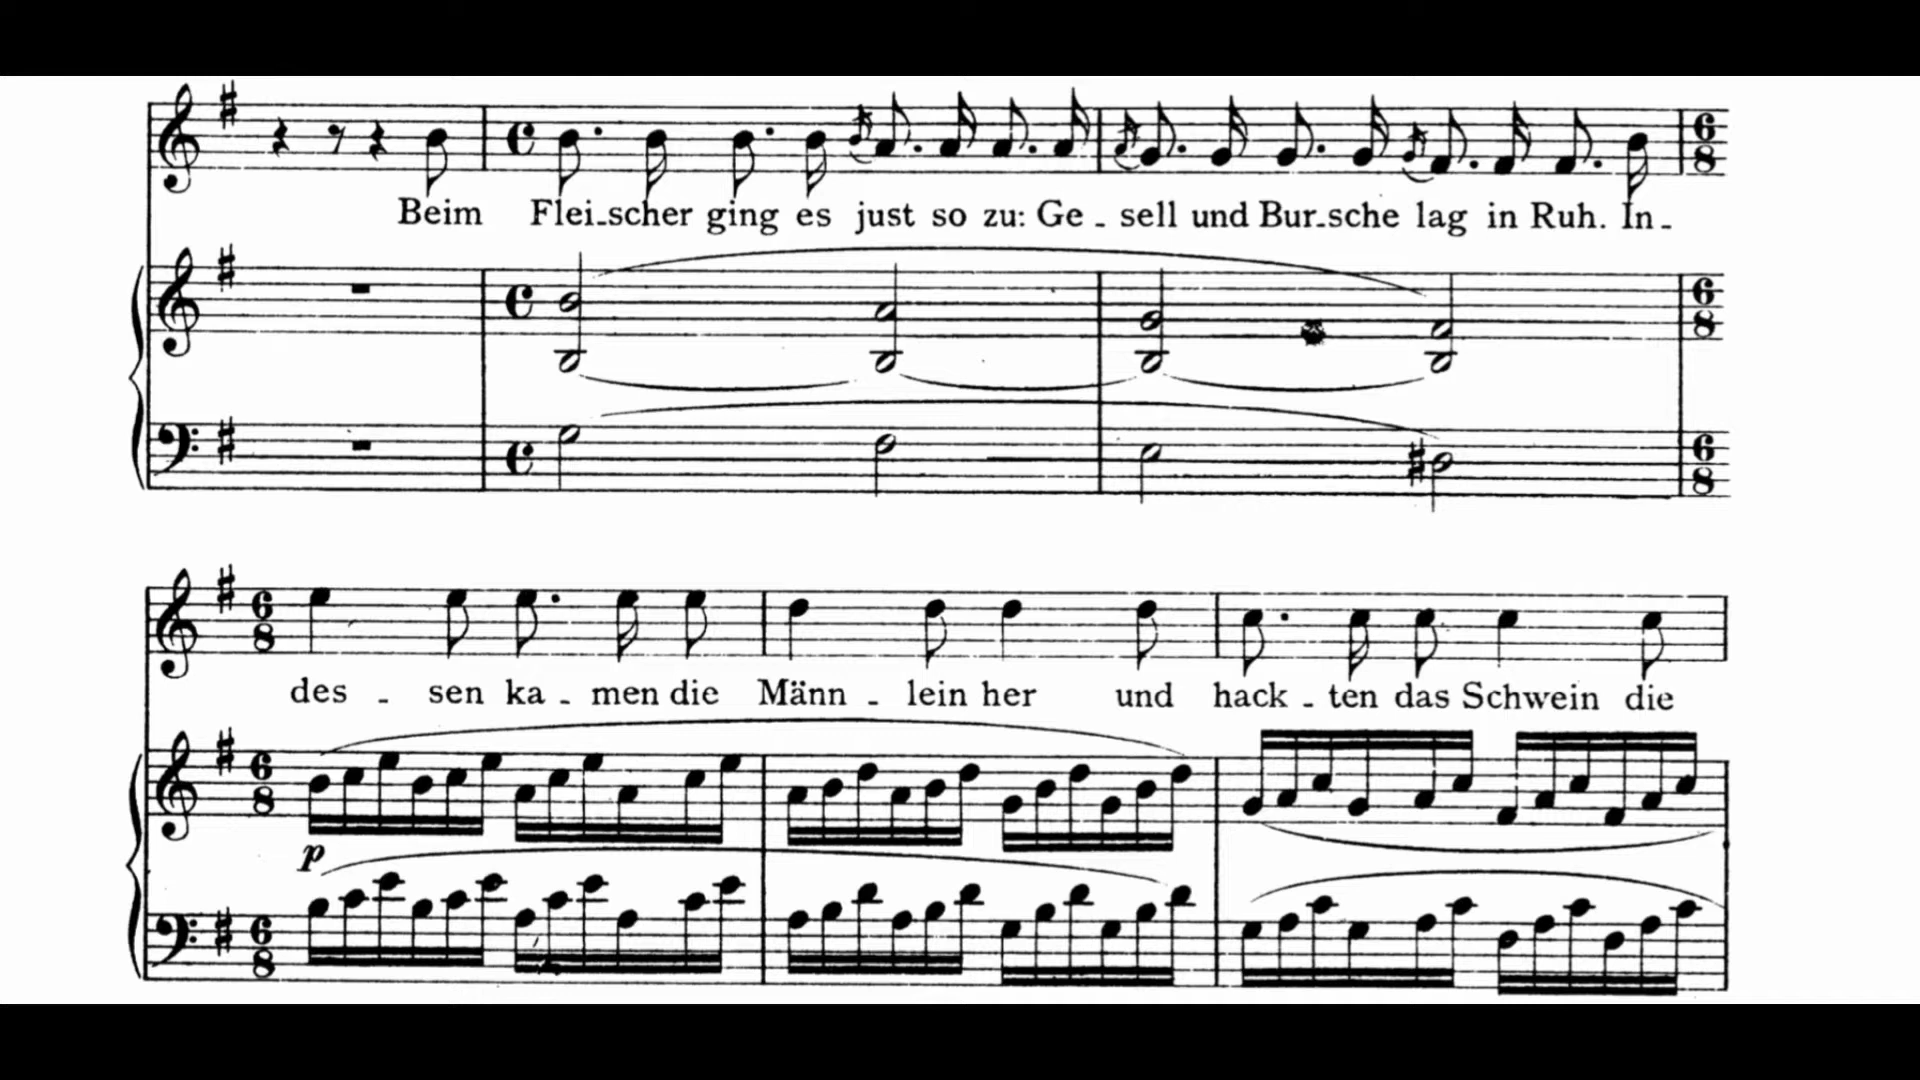 Beim Flei-scher ging es just so zu: Ge - sell und Bur-sche lag in Ruh. In -
des - sen ka - men die Männ - lein her und hack - ten das Schwein die
p